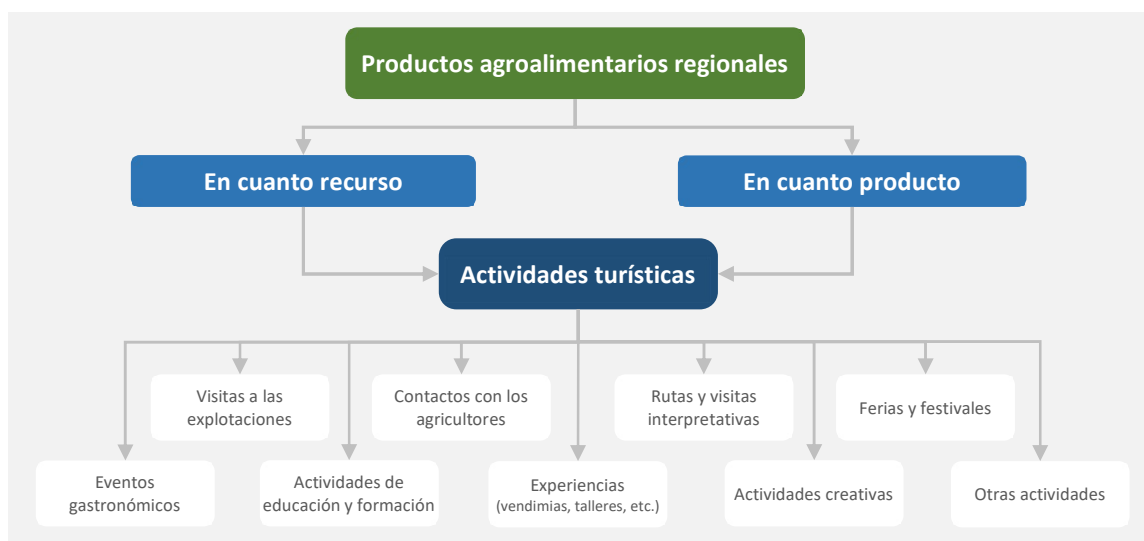 Productos agroalimentarios regionales
En cuanto recurso
En cuanto producto
Actividades turísticas
Visitas a las
explotaciones
Contactos con los
agricultores
Rutas y visitas
interpretativas
Ferias y festivales
Eventos
gastronómicos
Actividades de
educación y formación
Experiencias
(vendimias, talleres, etc.)
Actividades creativas
Otras actividades